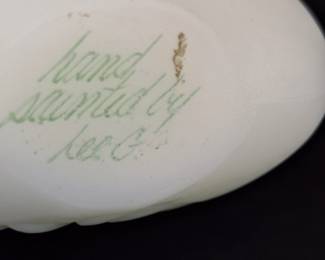 hand
painted by
Lee G.